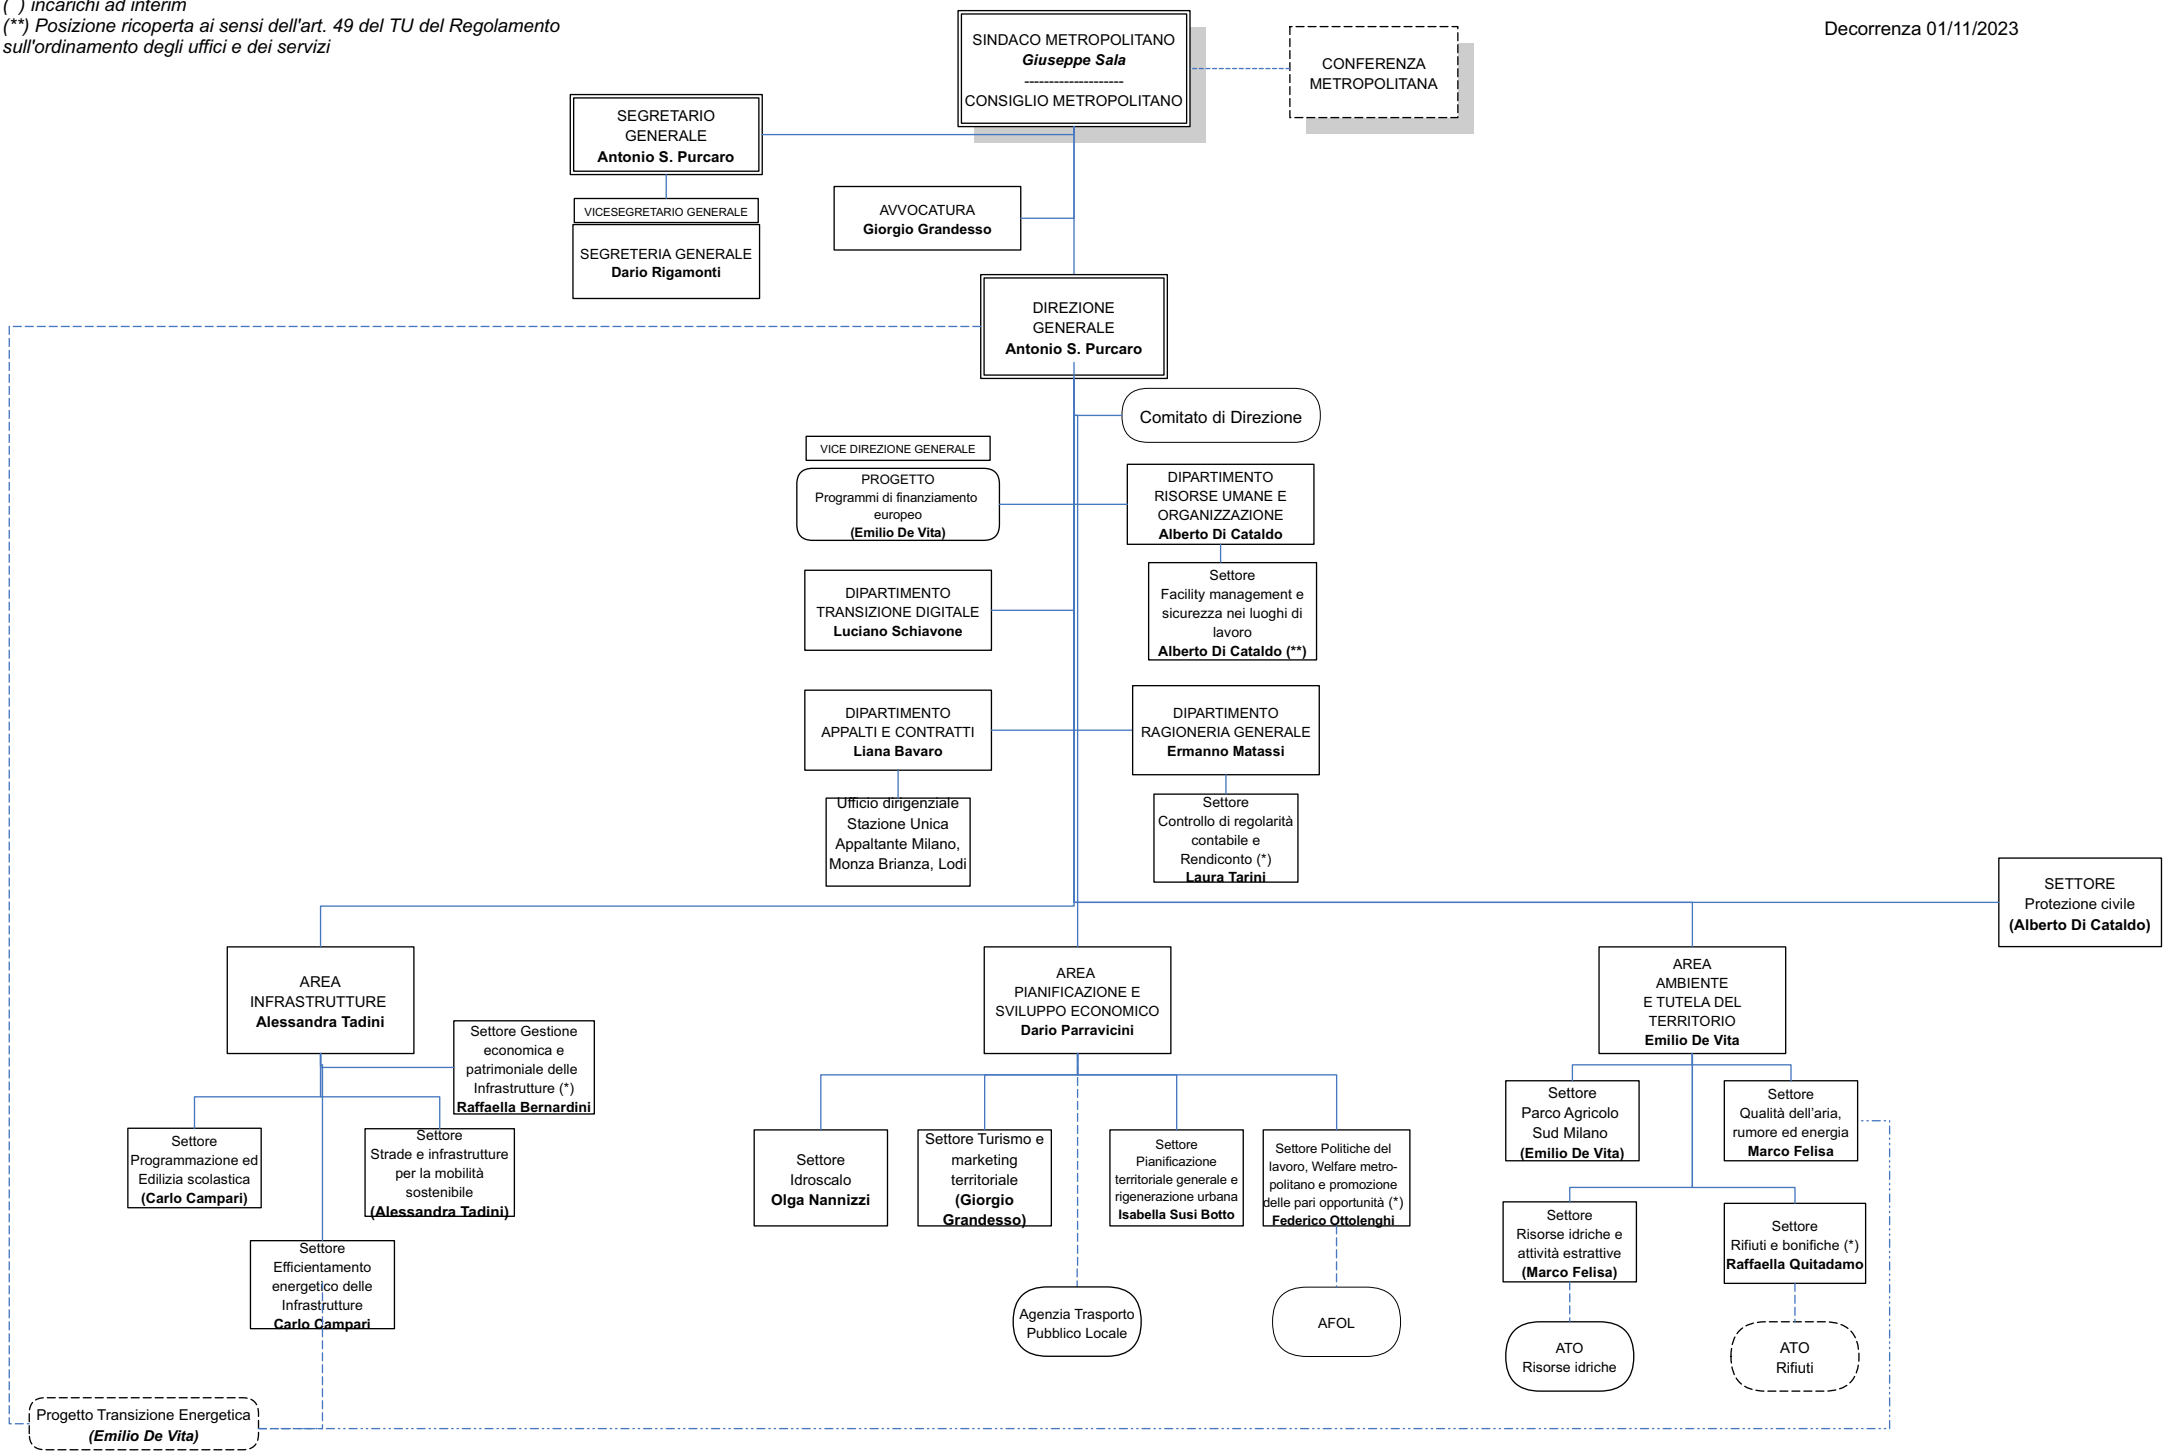 ( ) incarichi ad interim
(**) Posizione ricoperta ai sensi dell'art. 49 del TU del Regolamento
sull'ordinamento degli uffici e dei servizi
Decorrenza 01/11/2023
SINDACO METROPOLITANO
Giuseppe Sala
--------------------
CONSIGLIO METROPOLITANO
CONFERENZA
METROPOLITANA
SEGRETARIO
GENERALE
Antonio S. Purcaro
VICESEGRETARIO GENERALE
SEGRETERIA GENERALE
Dario Rigamonti
AVVOCATURA
Giorgio Grandesso
DIREZIONE
GENERALE
Antonio S. Purcaro
Comitato di Direzione
VICE DIREZIONE GENERALE
PROGETTO
Programmi di finanziamento
europeo
(Emilio De Vita)
DIPARTIMENTO
RISORSE UMANE E
ORGANIZZAZIONE
Alberto Di Cataldo
Settore
Facility management e
sicurezza nei luoghi di
lavoro
Alberto Di Cataldo (**)
DIPARTIMENTO
TRANSIZIONE DIGITALE
Luciano Schiavone
DIPARTIMENTO
APPALTI E CONTRATTI
Liana Bavaro
DIPARTIMENTO
RAGIONERIA GENERALE
Ermanno Matassi
Ufficio dirigenziale
Stazione Unica
Appaltante Milano,
Monza Brianza, Lodi
Settore
Controllo di regolarità
contabile e
Rendiconto (*)
Laura Tarini
SETTORE
Protezione civile
(Alberto Di Cataldo)
AREA
INFRASTRUTTURE
Alessandra Tadini
Settore Gestione
economica e
patrimoniale delle
Infrastrutture (*)
Raffaella Bernardini
Settore
Programmazione ed
Edilizia scolastica
(Carlo Campari)
Settore
Strade e infrastrutture
per la mobilità
sostenibile
(Alessandra Tadini)
Settore
Efficientamento
energetico delle
Infrastrutture
Carlo Campari
AREA
PIANIFICAZIONE E
SVILUPPO ECONOMICO
Dario Parravicini
Settore
Idroscalo
Olga Nannizzi
Settore Turismo e
marketing
territoriale
(Giorgio
Grandesso)
Settore
Pianificazione
territoriale generale e
rigenerazione urbana
Isabella Susi Botto
Settore Politiche del
lavoro, Welfare metro-
politano e promozione
delle pari opportunità (*)
Federico Ottolenghi
Agenzia Trasporto
Pubblico Locale
AFOL
AREA
AMBIENTE
E TUTELA DEL
TERRITORIO
Emilio De Vita
Settore
Parco Agricolo
Sud Milano
(Emilio De Vita)
Settore
Qualità dell'aria,
rumore ed energia
Marco Felisa
Settore
Risorse idriche e
attività estrattive
(Marco Felisa)
Settore
Rifiuti e bonifiche (*)
Raffaella Quitadamo
ATO
Risorse idriche
ATO
Rifiuti
Progetto Transizione Energetica
(Emilio De Vita)